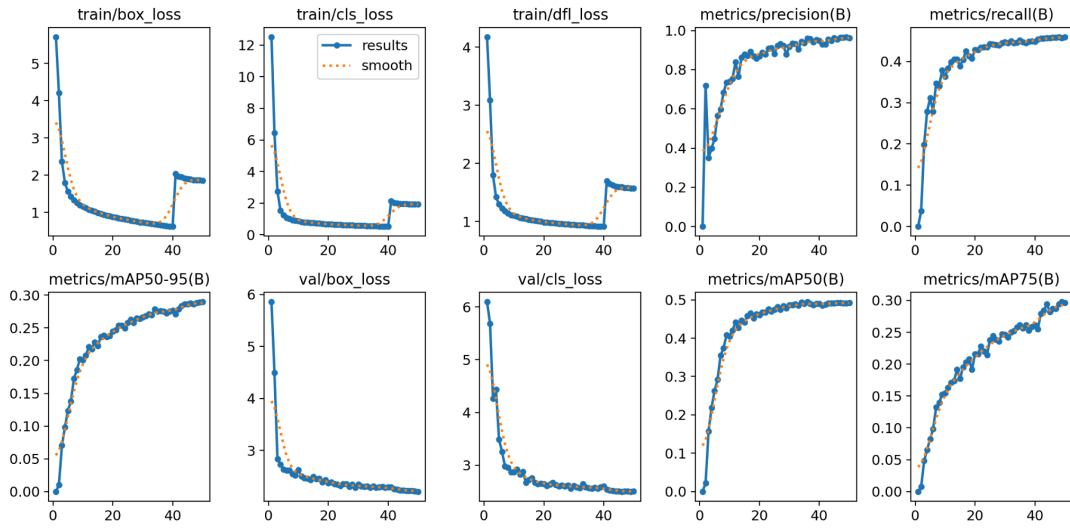 train/box_loss
train/cls_loss
train/dfl_loss
metrics/precision(B)
metrics/recall(B)
5
4
3
2
1
0 20 40
12
10
8
6
4
2
0
results
smooth
0 20 40
4
3
2
1
0 20 40
1.0
0.8
0.6
0.4
0.2
0.0
0 20 40
0.4
0.2
0.0
0 20 40
metrics/mAP50-95(B)
val/box_loss
val/cls_loss
metrics/mAP50(B)
metrics/mAP75(B)
0.30
0.25
0.20
0.15
0.10
0.05
0.00
0 20 40
6
5
4
3
0 20 40
6
5
4
3
0 20 40
0.5
0.4
0.3
0.2
0.1
0.0
0 20 40
0.30
0.25
0.20
0.15
0.10
0.05
0.00
0 20 40